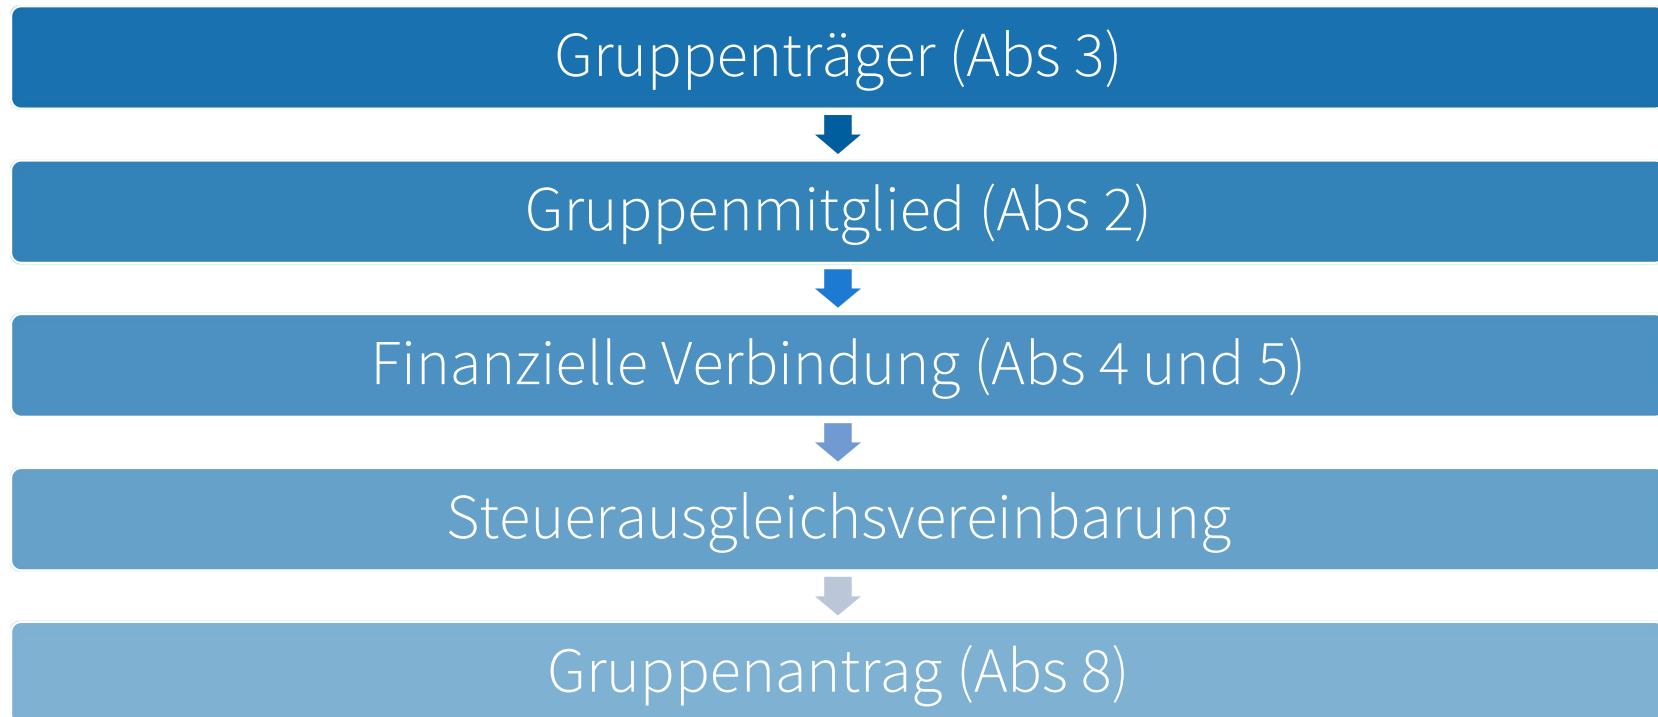 Gruppenträger (Abs 3)
Gruppenmitglied (Abs 2)
Finanzielle Verbindung (Abs 4 und 5)
Steuerausgleichsvereinbarung
Gruppenantrag (Abs 8)